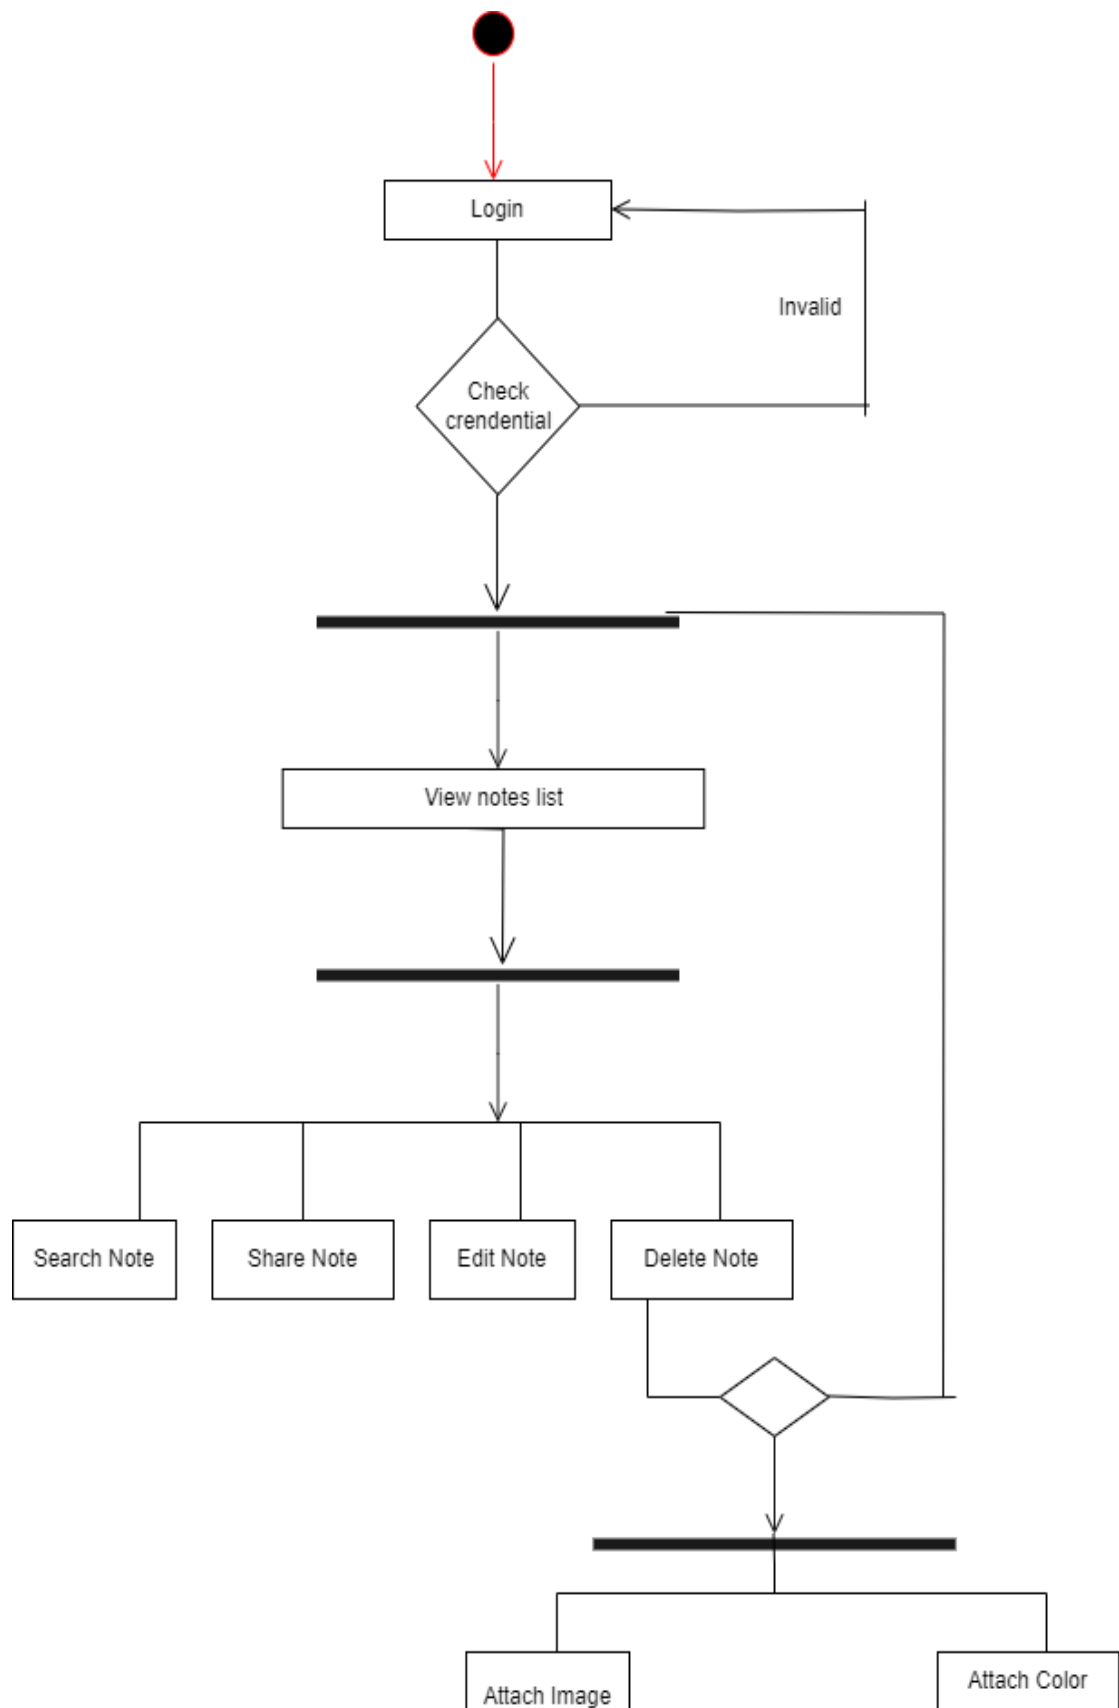 Login
Invalid
Check
crendential
View notes list
Search Note
Share Note
Edit Note
Delete Note
Attach Image
Attach Color